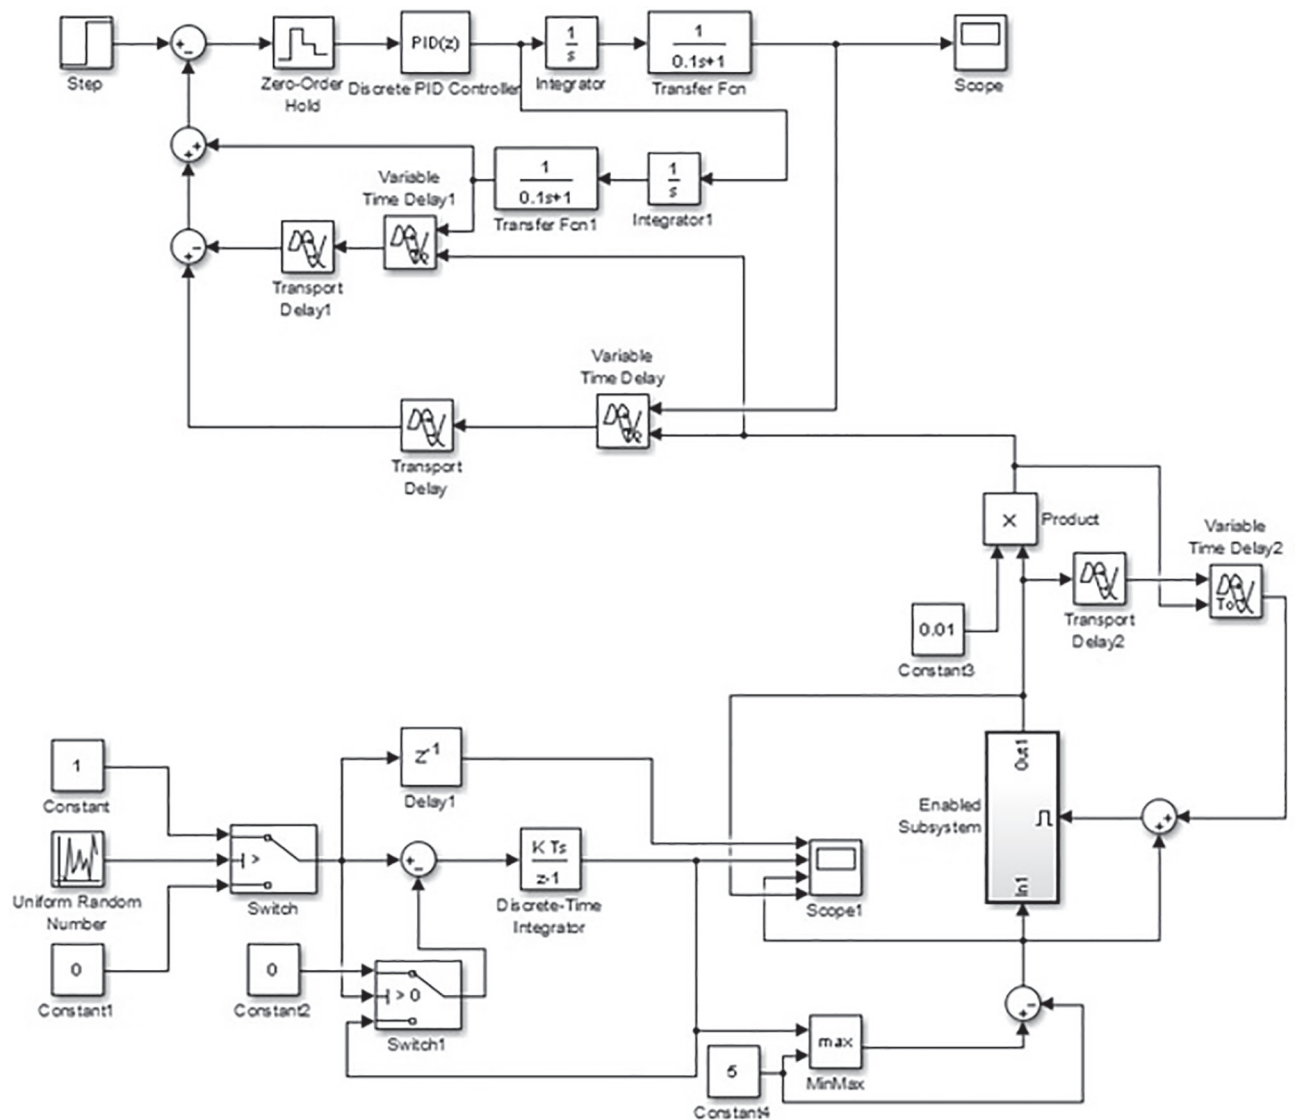 Step
Zero-Order
Hold
PID(z)
Discrete PID Controller
1
s
Integrator
1
0.1s+1
Transfer Fcn
Scope
Variable
Time Delay1
1
0.1s+1
Transfer Fcn1
1
s
Integrator1
Transport
Delay1
Variable
Time Delay
Transport
Delay
×
Product
Variable
Time Delay2
To
Transport
Delay2
0.01
Constant3
1
Constant
Uniform Random
Number
0
Constant1
>
Switch
Z-1
Delay1
K Ts
z-1
Discrete-Time
Integrator
0
Constant2
> 0
Switch1
Scope1
Out1
Enabled
Subsystem
In1
5
Constant4
max
MinMax